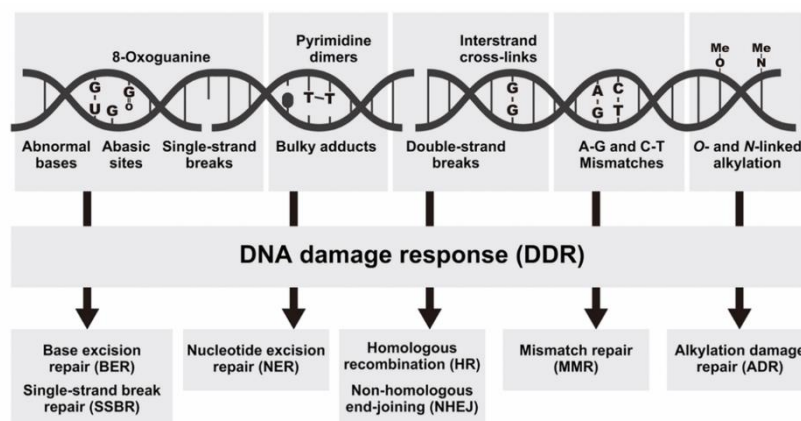 8-Oxoguanine
Pyrimidine
dimers
Interstrand
cross-links
Me Me
O N
G G
U G o
T-T
G
G
A C
G T
Abnormal
bases
Abasic
sites
Single-strand
breaks
Bulky adducts
Double-strand
breaks
A-G and C-T
Mismatches
O- and N-linked
alkylation
DNA damage response (DDR)
Base excision
repair (BER)
Single-strand break
repair (SSBR)
Nucleotide excision
repair (NER)
Homologous
recombination (HR)
Non-homologous
end-joining (NHEJ)
Mismatch repair
(MMR)
Alkylation damage
repair (ADR)